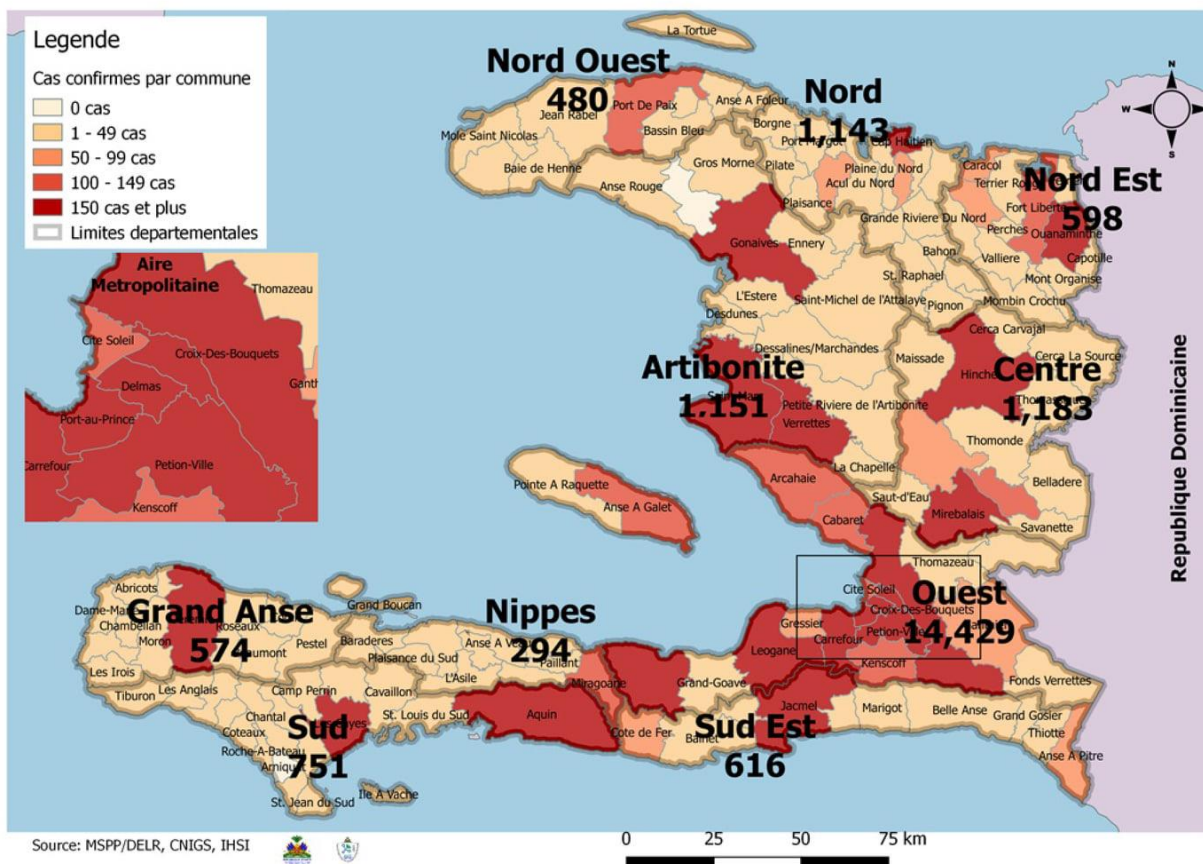 Legende
Cas confirmes par commune
0 cas
1 - 49 cas
50 - 99 cas
100 - 149 cas
150 cas et plus
Limites departementales
Aire
Metropolitaine
Thomazeau
Cite Soleil
Croix-Des-Bouquets
Delmas
Port-au-Prince
Carrefour
Petion-Ville
Kenscoff
La Tortue
N
W
E
S
Nord Ouest
480
Port De Paix
Jean Rabel
Mole Saint Nicolas
Bassin Bleu
Anse A Foleur
Baie de Henne
Anse Rouge
Gros Morne
Nord
1,143
Borgne
Port Margot
Cap Haitien
Pilate
Plaine du Nord
Acul du Nord
Plaisance
Grande Riviere Du Nord
Bahon
St. Raphael
Pignon
Nord Est
598
Caracol
Terrier Rouge
Fort Liberte
Perches
Ouanaminthe
Capotille
Valliere
Mont Organise
Mombin Crochu
Gonaives
Ennery
Saint-Michel de l'Attalaye
L'Estere
Desdunes
Dessalines/Marchandes
Artibonite
1.151
Petite Riviere de l'Artibonite
Verrettes
La Chapelle
Centre
1,183
Cerca Carvajal
Cerca La Source
Maissade
Thomonde
Belladere
Saut-d'Eau
Mirebalais
Savanette
Republique Dominicaine
Pointe A Raquette
Anse A Galet
Arcahaie
Cabaret
Thomazeau
Ouest
14,429
Cite Soleil
Croix-Des-Bouquets
Gressier
Carrefour
Petion-Ville
Leogane
Kenscoff
Grand-Goave
Fonds Verrettes
Grand Anse
574
Abricots
Chambellan
Moron
Roseaux
Pestel
Les Irois
Nippes
294
Grand Boucan
Baraderes
Plaisance du Sud
L'Asile
Paillant
Miragoane
Sud
751
Tiburon
Les Anglais
Camp Perrin
Cavaillon
Chantal
Coteaux
Roche-A-Bateau
Arniquet
St. Louis du Sud
Aquin
St. Jean du Sud
Ile A Vache
Sud Est
616
Cote de Fer
Bainet
Jacmel
Marigot
Belle Anse
Grand Gosier
Thiotte
Anse A Pitre
Source: MSPP/DELR, CNIGS, IHSI
0 25 50 75 km